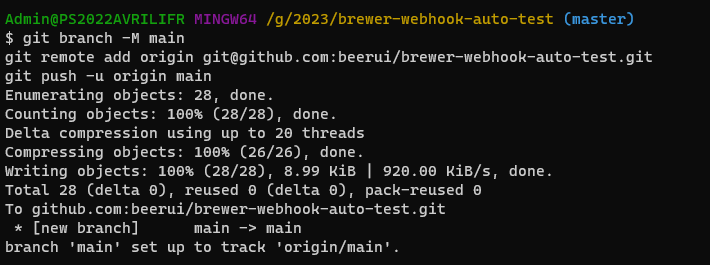 Admin@PS2022AVRILIFR MINGW64 /g/2023/brewer-webhook-auto-test (master)
$ git branch -M main
git remote add origin git@github.com:beerui/brewer-webhook-auto-test.git
git push -u origin main
Enumerating objects: 28, done.
Counting objects: 100% (28/28), done.
Delta compression using up to 20 threads
Compressing objects: 100% (26/26), done.
Writing objects: 100% (28/28), 8.99 KiB | 920.00 KiB/s, done.
Total 28 (delta 0), reused 0 (delta 0), pack-reused 0
To github.com:beerui/brewer-webhook-auto-test.git
 * [new branch]      main -> main
branch 'main' set up to track 'origin/main'.